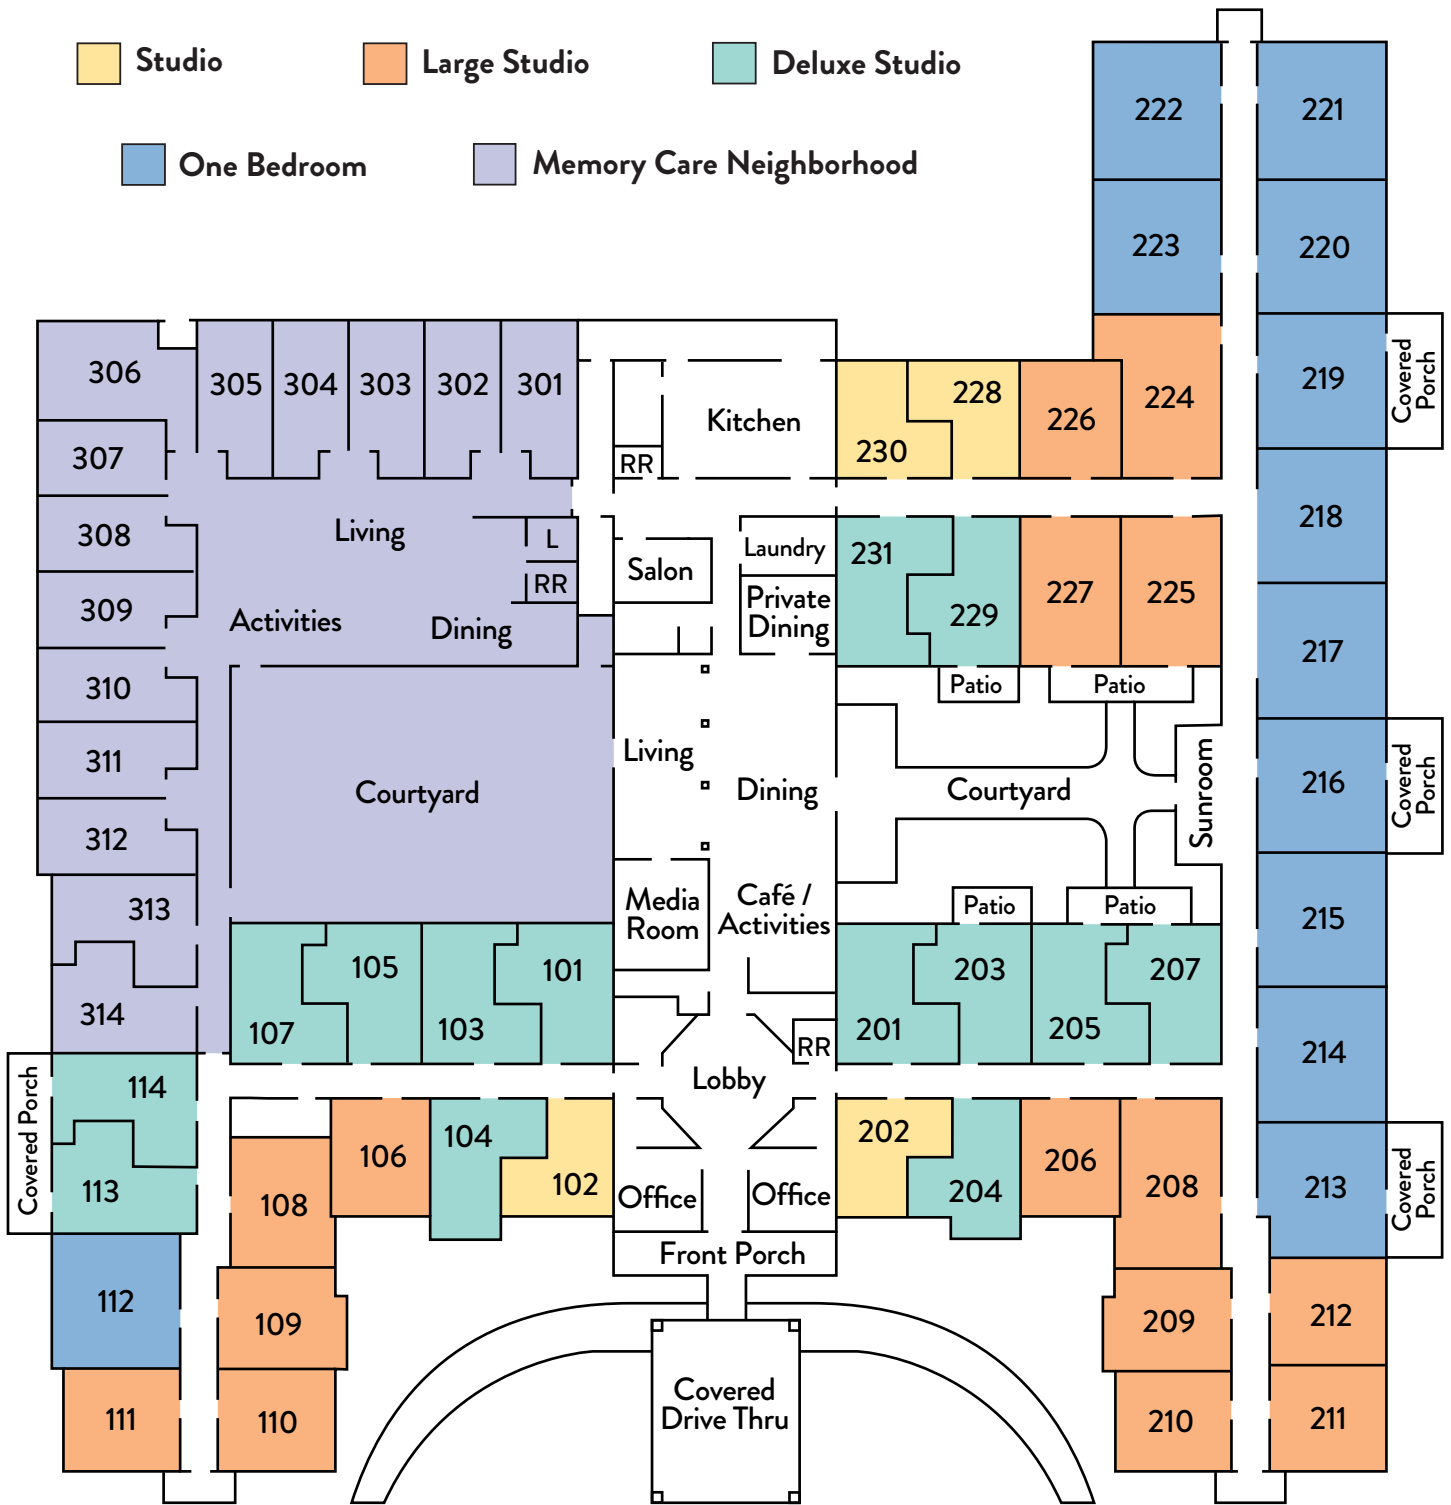 Studio
Large Studio
Deluxe Studio
One Bedroom
Memory Care Neighborhood
222
221
223
220
306
305
304
303
302
301
307
Kitchen
RR
228
230
226
224
219
Covered
Porch
308
Living
L
RR
309
Activities
Dining
Salon
Laundry
Private
Dining
231
229
227
225
218
217
310
311
312
Courtyard
Living
Dining
Patio
Patio
Courtyard
Sunroom
216
Covered
Porch
313
314
Media
Room
Café /
Activities
Patio
Patio
215
105
101
107
103
203
207
201
205
RR
214
Lobby
Covered Porch
114
113
106
104
102
108
Office
Office
202
204
206
208
213
Covered
Porch
Front Porch
112
109
209
212
111
110
Covered
Drive Thru
210
211